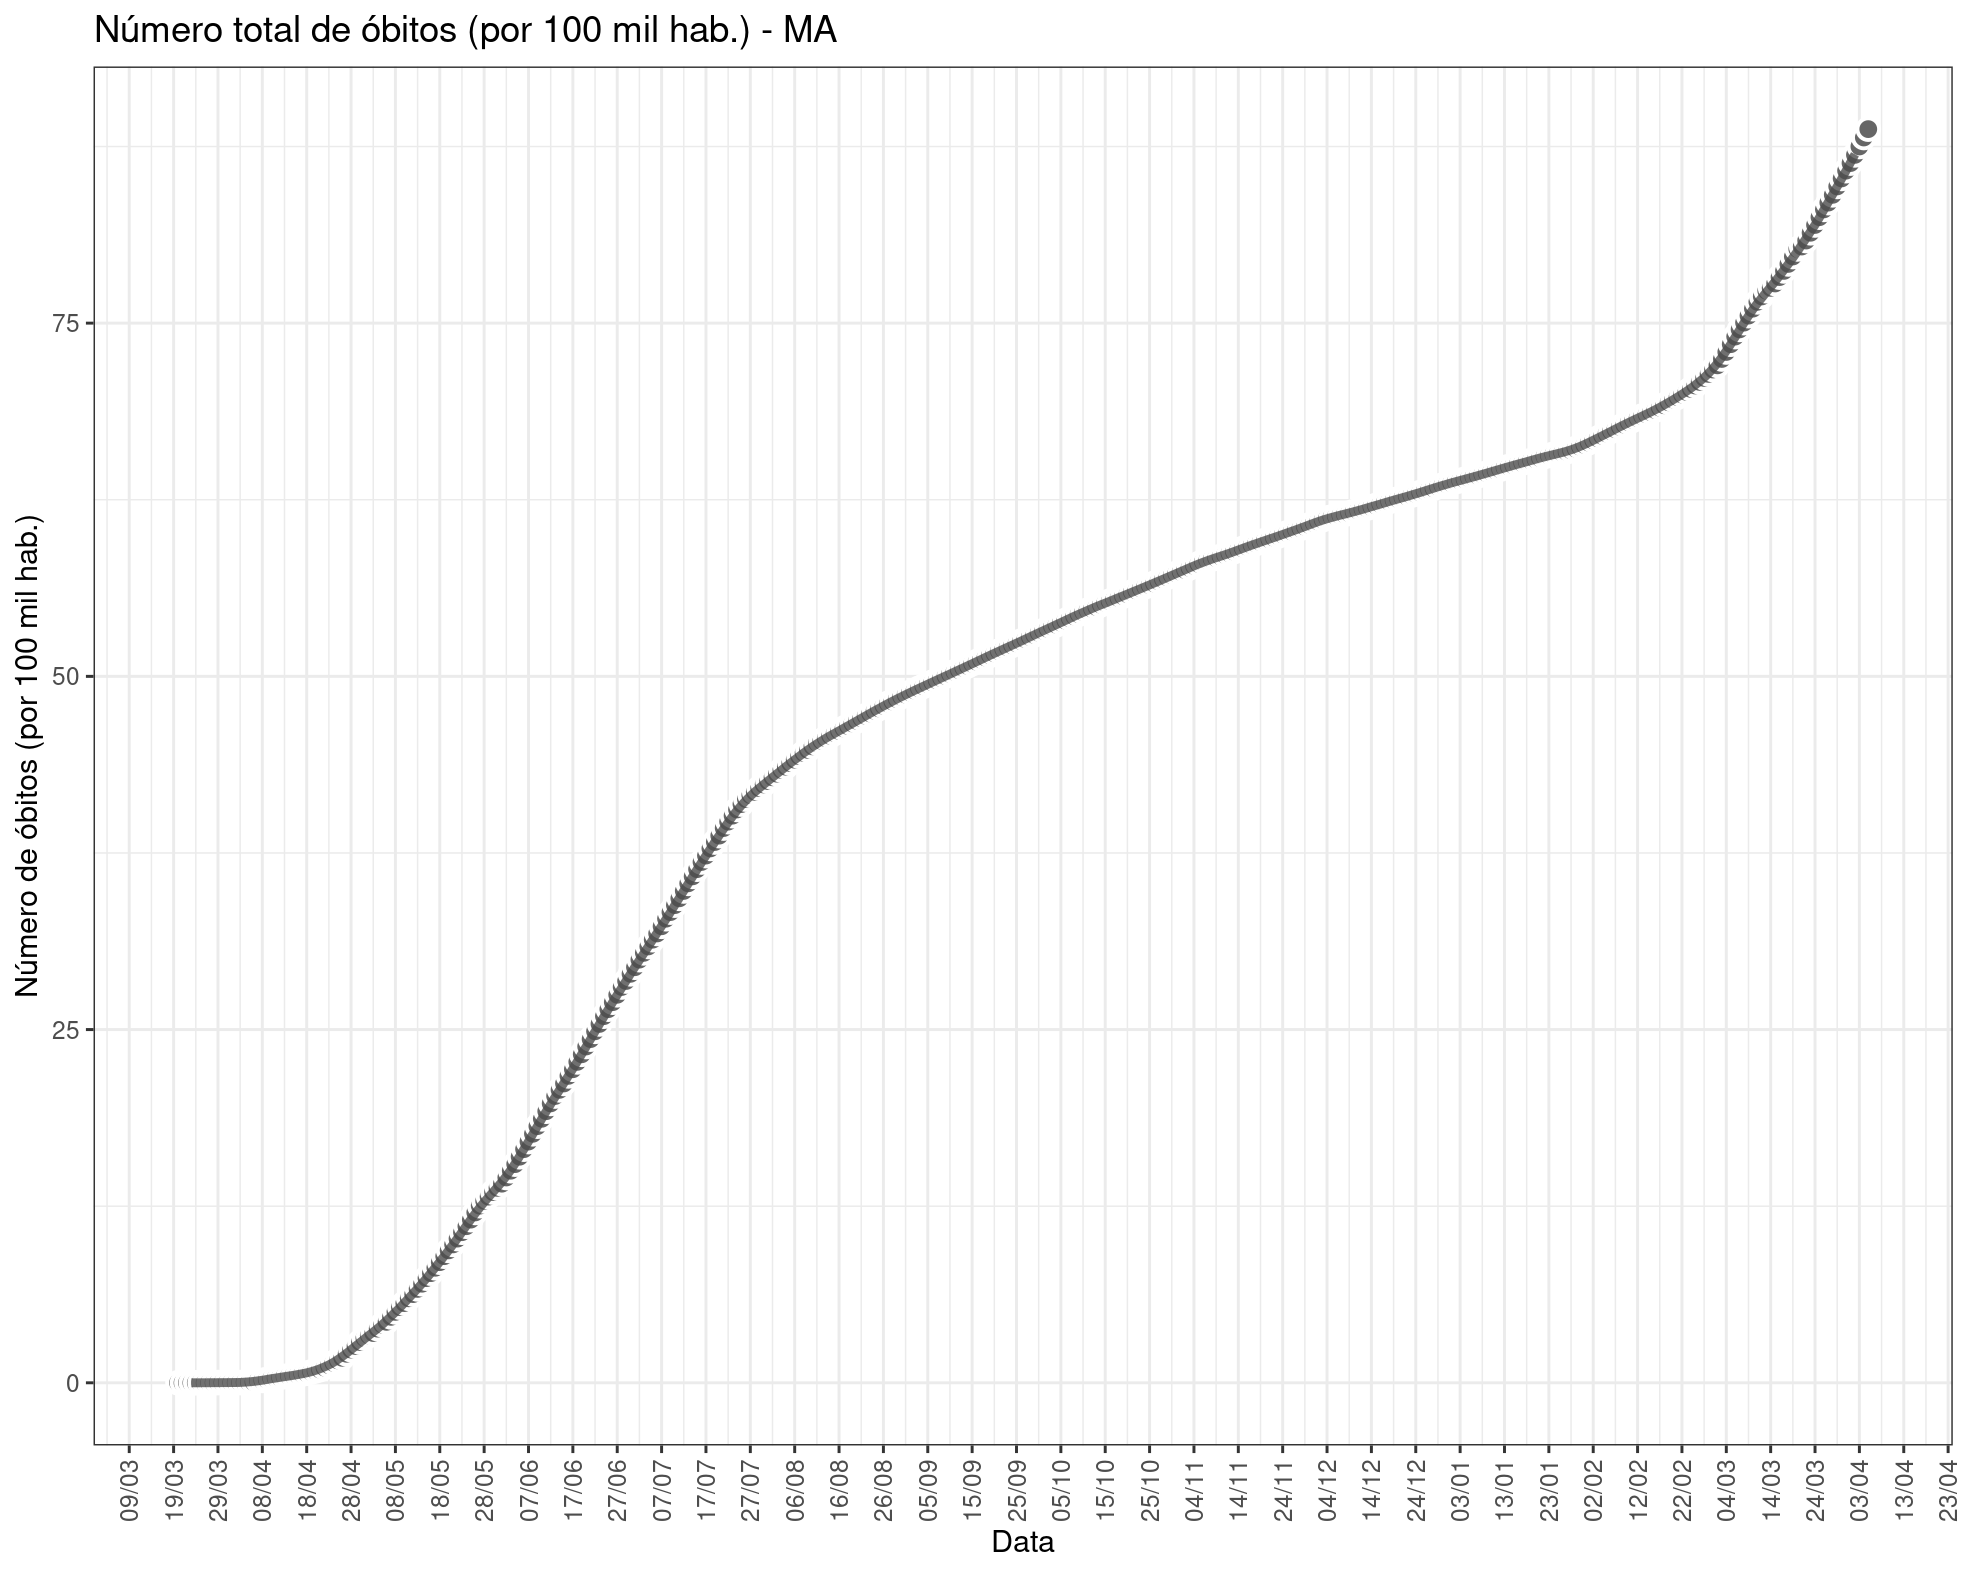 Número total de óbitos (por 100 mil hab.) - MA
Número de óbitos (por 100 mil hab.)
75
50
25
0
09/03 19/03 29/03 08/04 18/04 28/04 08/05 18/05 28/05 07/06 17/06 27/06 07/07 17/07 27/07 06/08 16/08 26/08 05/09 15/09 25/09 05/10 15/10 25/10 04/11 14/11 24/11 04/12 14/12 24/12 03/01 13/01 23/01 02/02 12/02 22/02 04/03 14/03 24/03 03/04 13/04 23/04
Data